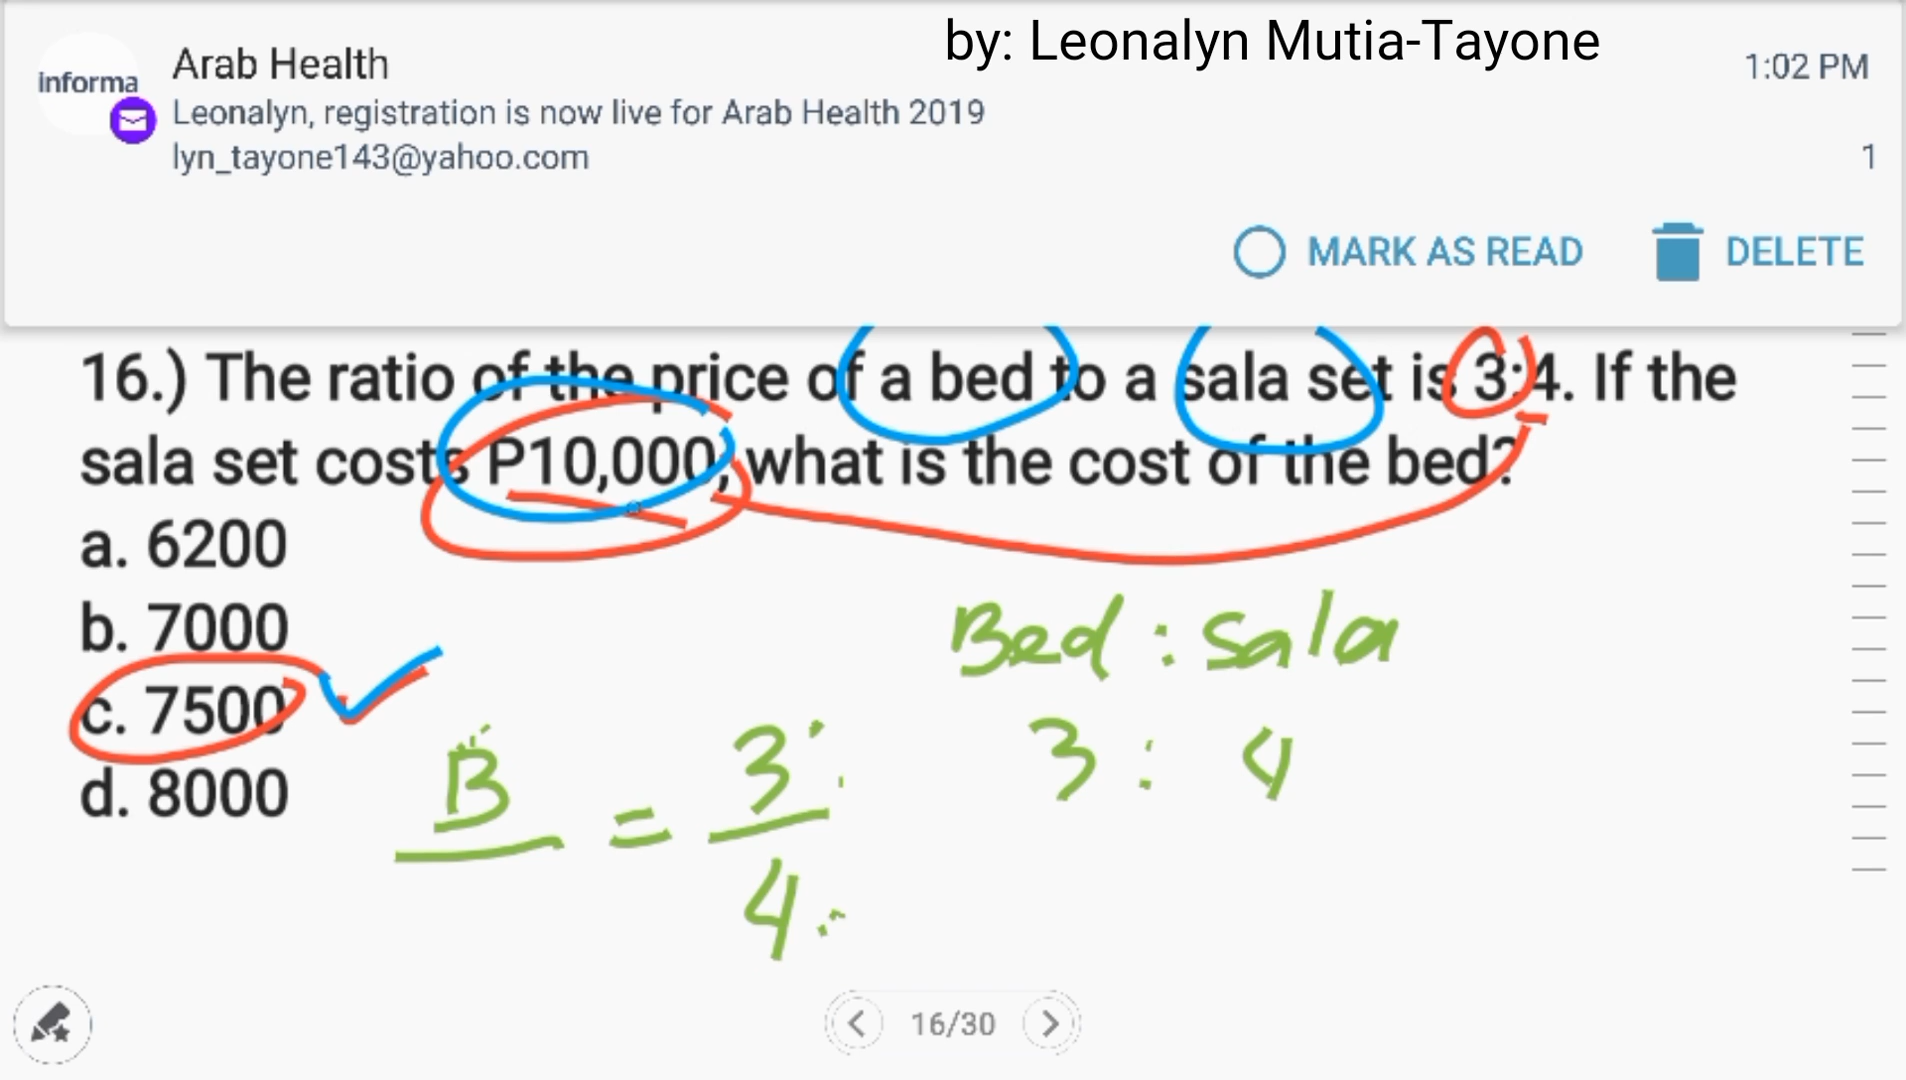 by: Leonalyn Mutia-Tayone
informa
Arab Health
1:02 PM
Leonalyn, registration is now live for Arab Health 2019
lyn_tayone143@yahoo.com
1
MARK AS READ
DELETE
16.) The ratio of the price of a bed to a sala set is 3:4. If the
sala set costs P10,000, what is the cost of the bed?
a. 6200
b. 7000
c. 7500
d. 8000
Bed : Sala
3 : 4
B = 3
4
16/30